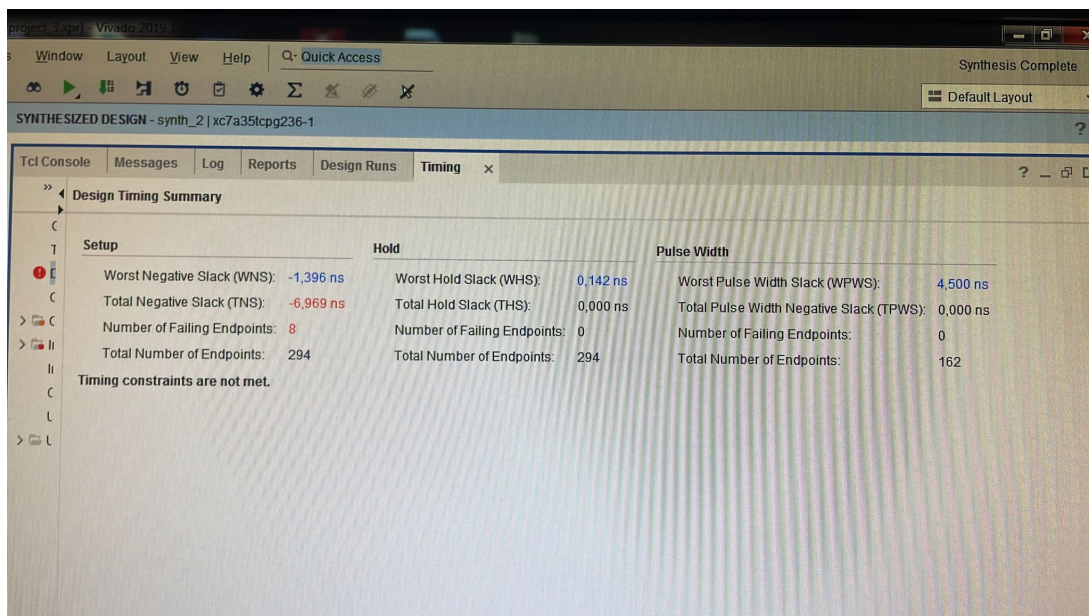 project_3.xpr] - Vivado 2019.1
Window Layout View Help Quick Access
Synthesis Complete
Default Layout
SYNTHESIZED DESIGN - synth_2 | xc7a35tcpg236-1
?
Tcl Console Messages Log Reports Design Runs Timing ×
?
Design Timing Summary
Setup
Worst Negative Slack (WNS): -1,396 ns
Total Negative Slack (TNS): -6,969 ns
Number of Failing Endpoints: 8
Total Number of Endpoints: 294
Timing constraints are not met.
Hold
Worst Hold Slack (WHS): 0,142 ns
Total Hold Slack (THS): 0,000 ns
Number of Failing Endpoints: 0
Total Number of Endpoints: 294
Pulse Width
Worst Pulse Width Slack (WPWS): 4,500 ns
Total Pulse Width Negative Slack (TPWS): 0,000 ns
Number of Failing Endpoints: 0
Total Number of Endpoints: 162